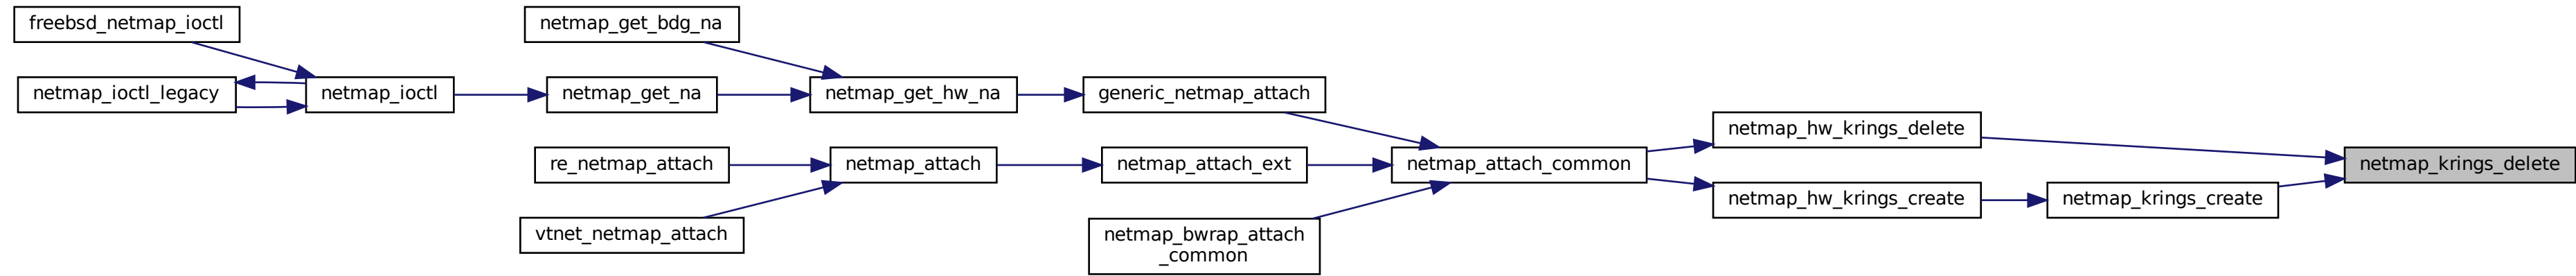 freebsd_netmap_ioctl
netmap_get_bdg_na
netmap_ioctl_legacy
netmap_ioctl
netmap_get_na
netmap_get_hw_na
generic_netmap_attach
netmap_hw_krings_delete
re_netmap_attach
netmap_attach
netmap_attach_ext
netmap_attach_common
netmap_krings_delete
netmap_hw_krings_create
netmap_krings_create
vtnet_netmap_attach
netmap_bwrap_attach
_common